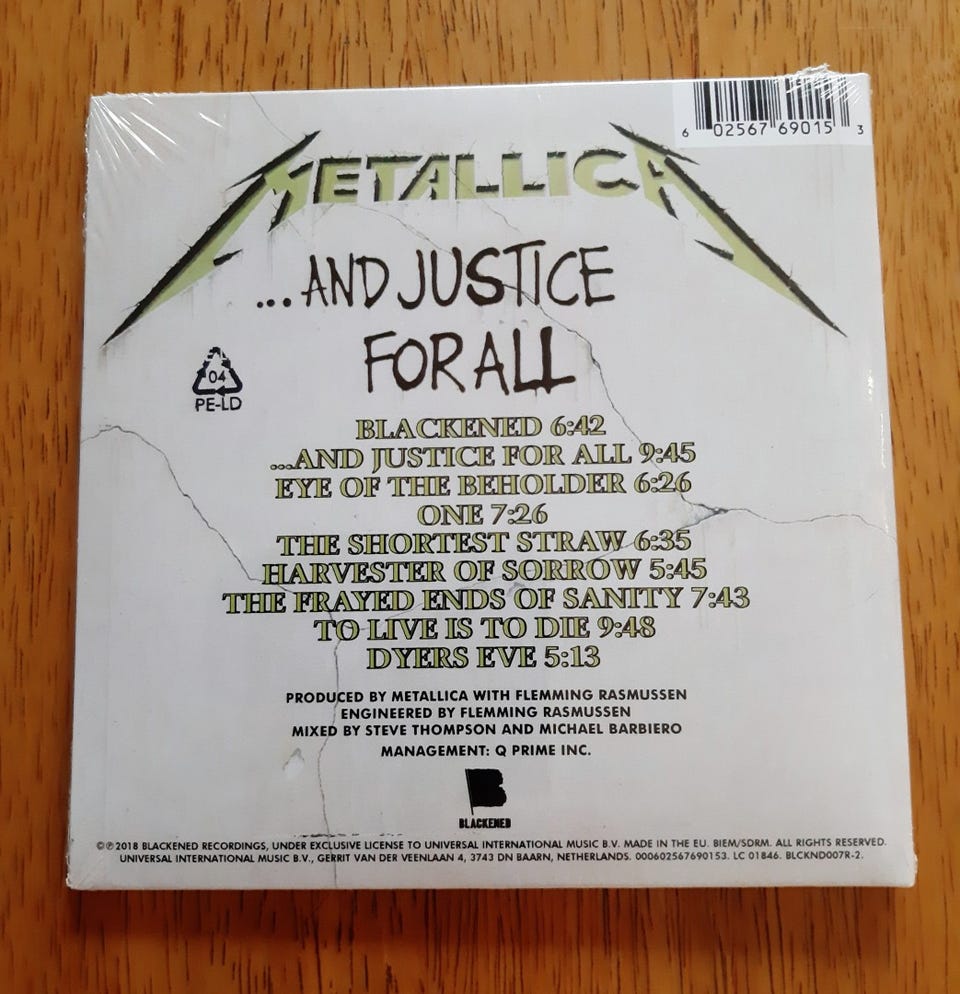 6 02567 69015 3
METALLICA
...AND JUSTICE
FOR ALL
04
PE-LD
BLACKENED 6:42
...AND JUSTICE FOR ALL 9:45
EYE OF THE BEHOLDER 6:26
ONE 7:26
THE SHORTEST STRAW 6:35
HARVESTER OF SORROW 5:45
THE FRAYED ENDS OF SANITY 7:43
TO LIVE IS TO DIE 9:48
DYERS EVE 5:13
PRODUCED BY METALLICA WITH FLEMMING RASMUSSEN
ENGINEERED BY FLEMMING RASMUSSEN
MIXED BY STEVE THOMPSON AND MICHAEL BARBIERO
MANAGEMENT: Q PRIME INC.
B
BLACKENED
©℗2018 BLACKENED RECORDINGS, UNDER EXCLUSIVE LICENSE TO UNIVERSAL INTERNATIONAL MUSIC B.V. MADE IN THE EU. BIEM/SDRM. ALL RIGHTS RESERVED.
UNIVERSAL INTERNATIONAL MUSIC B.V., GERRIT VAN DER VEENLAAN 4, 3743 DN BAARN, NETHERLANDS. 000602567690153. LC 01846. BLCKND007R-2.